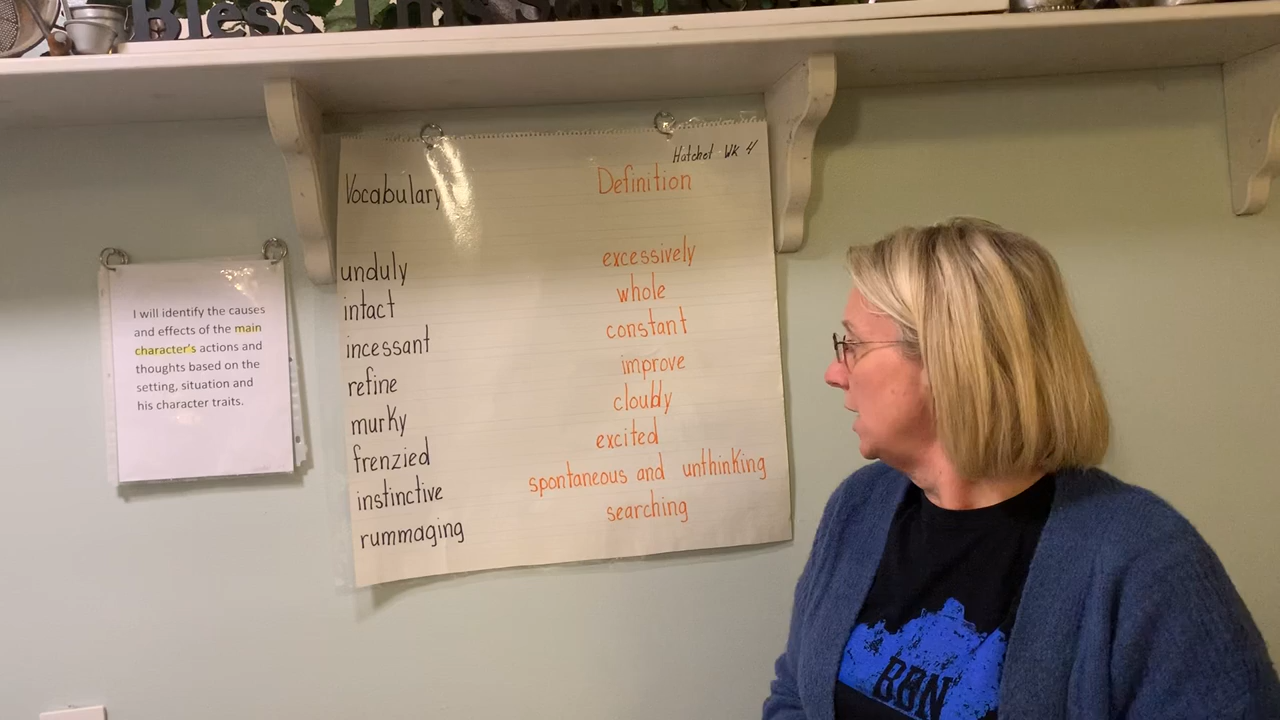 Bless This
I will identify the causes
and effects of the main
character's actions and
thoughts based on the
setting, situation and
his character traits.
Hatchet Wk 4
Vocabulary Definition
unduly excessively
intact whole
incessant constant
refine improve
murky cloudy
frenzied excited
instinctive spontaneous and unthinking
rummaging searching
BBN